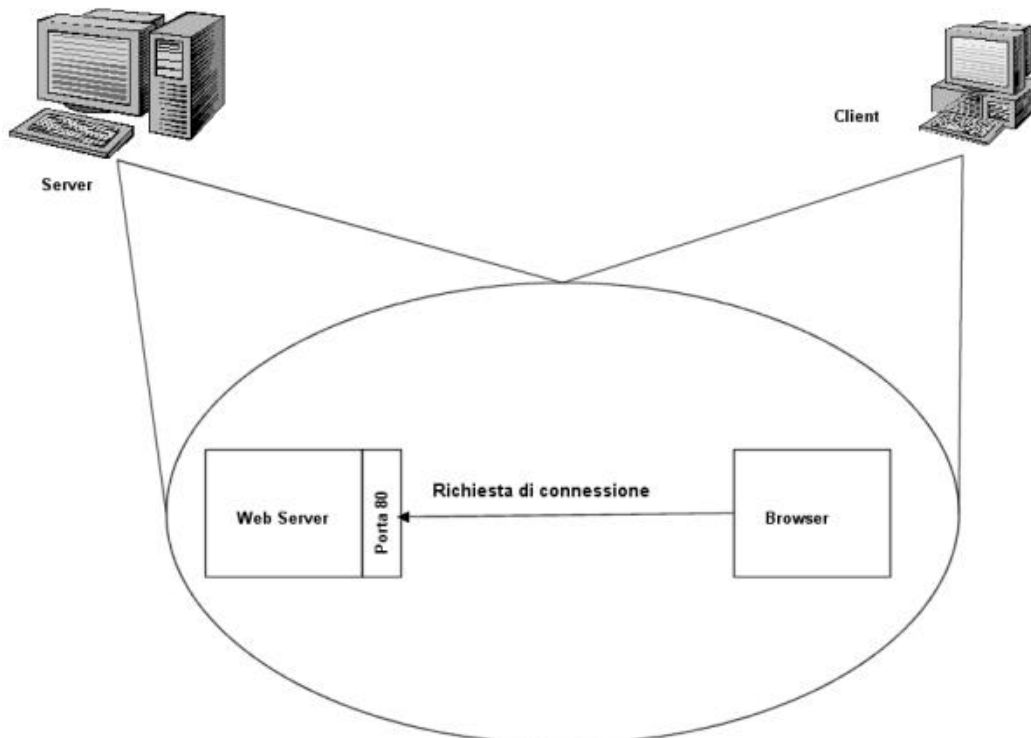 Client
Server
Richiesta di connessione
Web Server
Porta 80
Browser